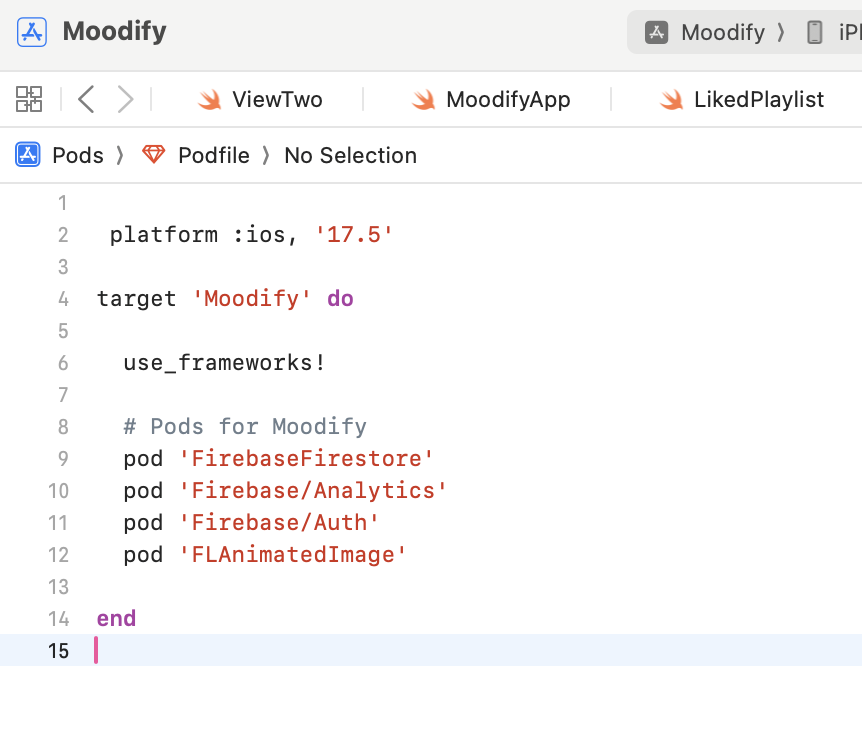 Moodify
Moodify 〉 iP
ViewTwo MoodifyApp LikedPlaylist
Pods 〉 Podfile 〉 No Selection
1
2 platform :ios, '17.5'
3
4 target 'Moodify' do
5
6 use_frameworks!
7
8 # Pods for Moodify
9 pod 'FirebaseFirestore'
10 pod 'Firebase/Analytics'
11 pod 'Firebase/Auth'
12 pod 'FLAnimatedImage'
13
14 end
15